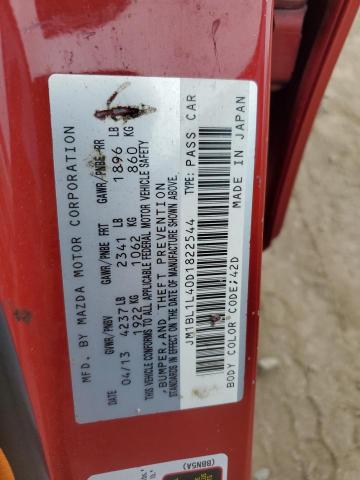 MFD. BY MAZDA MOTOR CORPORATION
DATE GVWR/PNBV GAWR/PNBE FRT GAWR/PNBE RR
04/13 4237 LB 2341 LB 1896 LB
1922 KG 1062 KG 860 KG
THIS VEHICLE CONFORMS TO ALL APPLICABLE FEDERAL MOTOR VEHICLE SAFETY
,BUMPER,AND THEFT PREVENTION
STANDARDS IN EFFECT ON THE DATE OF MANUFACTURE SHOWN ABOVE.
JM1BL1L40D1822544 TYPE: PASS CAR
MADE IN JAPAN
BODY COLOR CODE;42D
(BBN5A)